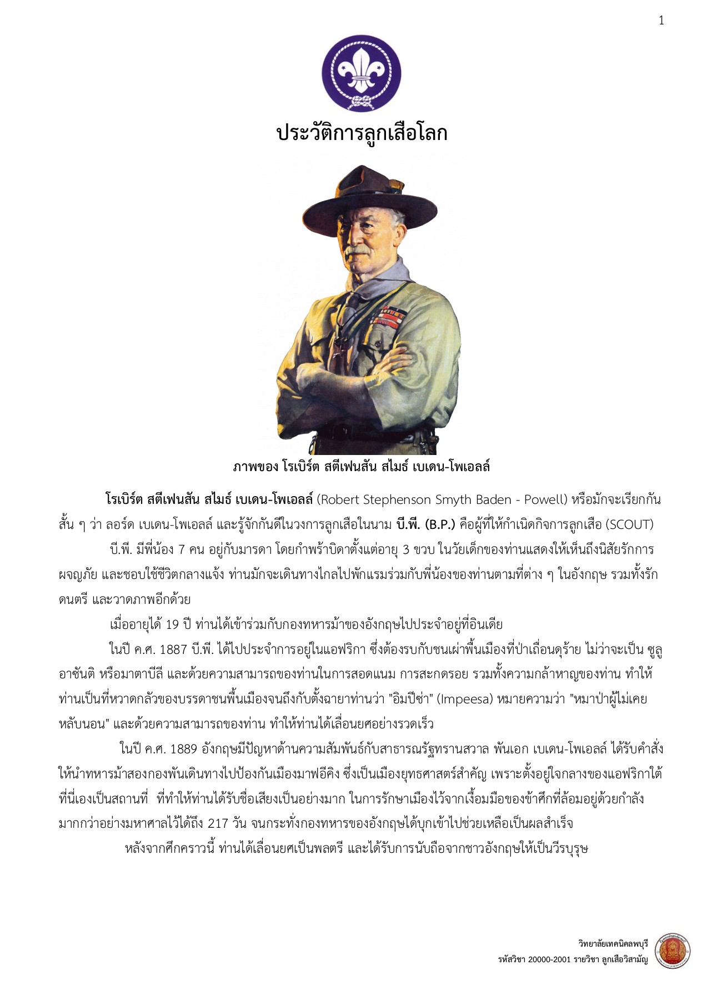 1
ประวัติการลูกเสือโลก
ภาพของ โรเบิร์ต สตีเฟนสัน สไมธ์ เบเดน-โพเอลล์
โรเบิร์ต สตีเฟนสัน สไมธ์ เบเดน-โพเอลล์ (Robert Stephenson Smyth Baden - Powell) หรือมักจะเรียกกัน
สั้น ๆ ว่า ลอร์ด เบเดน-โพเอลล์ และรู้จักกันดีในวงการลูกเสือในนาม บี.พี. (B.P.) คือผู้ที่ให้กำเนิดกิจการลูกเสือ (SCOUT)
บี.พี. มีพี่น้อง 7 คน อยู่กับมารดา โดยกำพร้าบิดาตั้งแต่อายุ 3 ขวบ ในวัยเด็กของท่านแสดงให้เห็นถึงนิสัยรักการ
ผจญภัย และชอบใช้ชีวิตกลางแจ้ง ท่านมักจะเดินทางไกลไปพักแรมร่วมกับพี่น้องของท่านตามที่ต่าง ๆ ในอังกฤษ รวมทั้งรัก
ดนตรี และวาดภาพอีกด้วย
เมื่ออายุได้ 19 ปี ท่านได้เข้าร่วมกับกองทหารม้าของอังกฤษไปประจำอยู่ที่อินเดีย
ในปี ค.ศ. 1887 บี.พี. ได้ไปประจำการอยู่ในแอฟริกา ซึ่งต้องรบกับชนเผ่าพื้นเมืองที่ป่าเถื่อนดุร้าย ไม่ว่าจะเป็น ซูลู
อาซันติ หรือมาตาบีลี และด้วยความสามารถของท่านในการสอดแนม การสะกดรอย รวมทั้งความกล้าหาญของท่าน ทำให้
ท่านเป็นที่หวาดกลัวของบรรดาชนพื้นเมืองจนถึงกับตั้งฉายาท่านว่า "อิมปีซ่า" (Impeesa) หมายความว่า "หมาป่าผู้ไม่เคย
หลับนอน" และด้วยความสามารถของท่าน ทำให้ท่านได้เลื่อนยศอย่างรวดเร็ว
ในปี ค.ศ. 1889 อังกฤษมีปัญหาด้านความสัมพันธ์กับสาธารณรัฐทรานสวาล พันเอก เบเดน-โพเอลล์ ได้รับคำสั่ง
ให้นำทหารม้าสองกองพันเดินทางไปป้องกันเมืองมาฟอีคิง ซึ่งเป็นเมืองยุทธศาสตร์สำคัญ เพราะตั้งอยู่ใจกลางของแอฟริกาใต้
ที่นี่เองเป็นสถานที่  ที่ทำให้ท่านได้รับชื่อเสียงเป็นอย่างมาก ในการรักษาเมืองไว้จากเงื้อมมือของข้าศึกที่ล้อมอยู่ด้วยกำลัง
มากกว่าอย่างมหาศาลไว้ได้ถึง 217 วัน จนกระทั่งกองทหารของอังกฤษได้บุกเข้าไปช่วยเหลือเป็นผลสำเร็จ
หลังจากศึกคราวนี้ ท่านได้เลื่อนยศเป็นพลตรี และได้รับการนับถือจากชาวอังกฤษให้เป็นวีรบุรุษ
วิทยาลัยเทคนิคลพบุรี
รหัสวิชา 20000-2001 รายวิชา ลูกเสือวิสามัญ